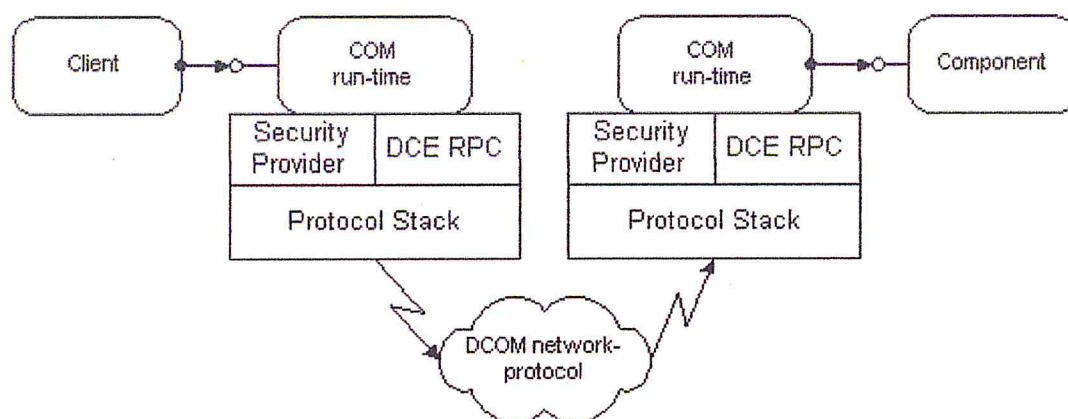 Client
COM
run-time
COM
run-time
Component
Security
Provider
DCE RPC
Security
Provider
DCE RPC
Protocol Stack
Protocol Stack
DCOM network-
protocol